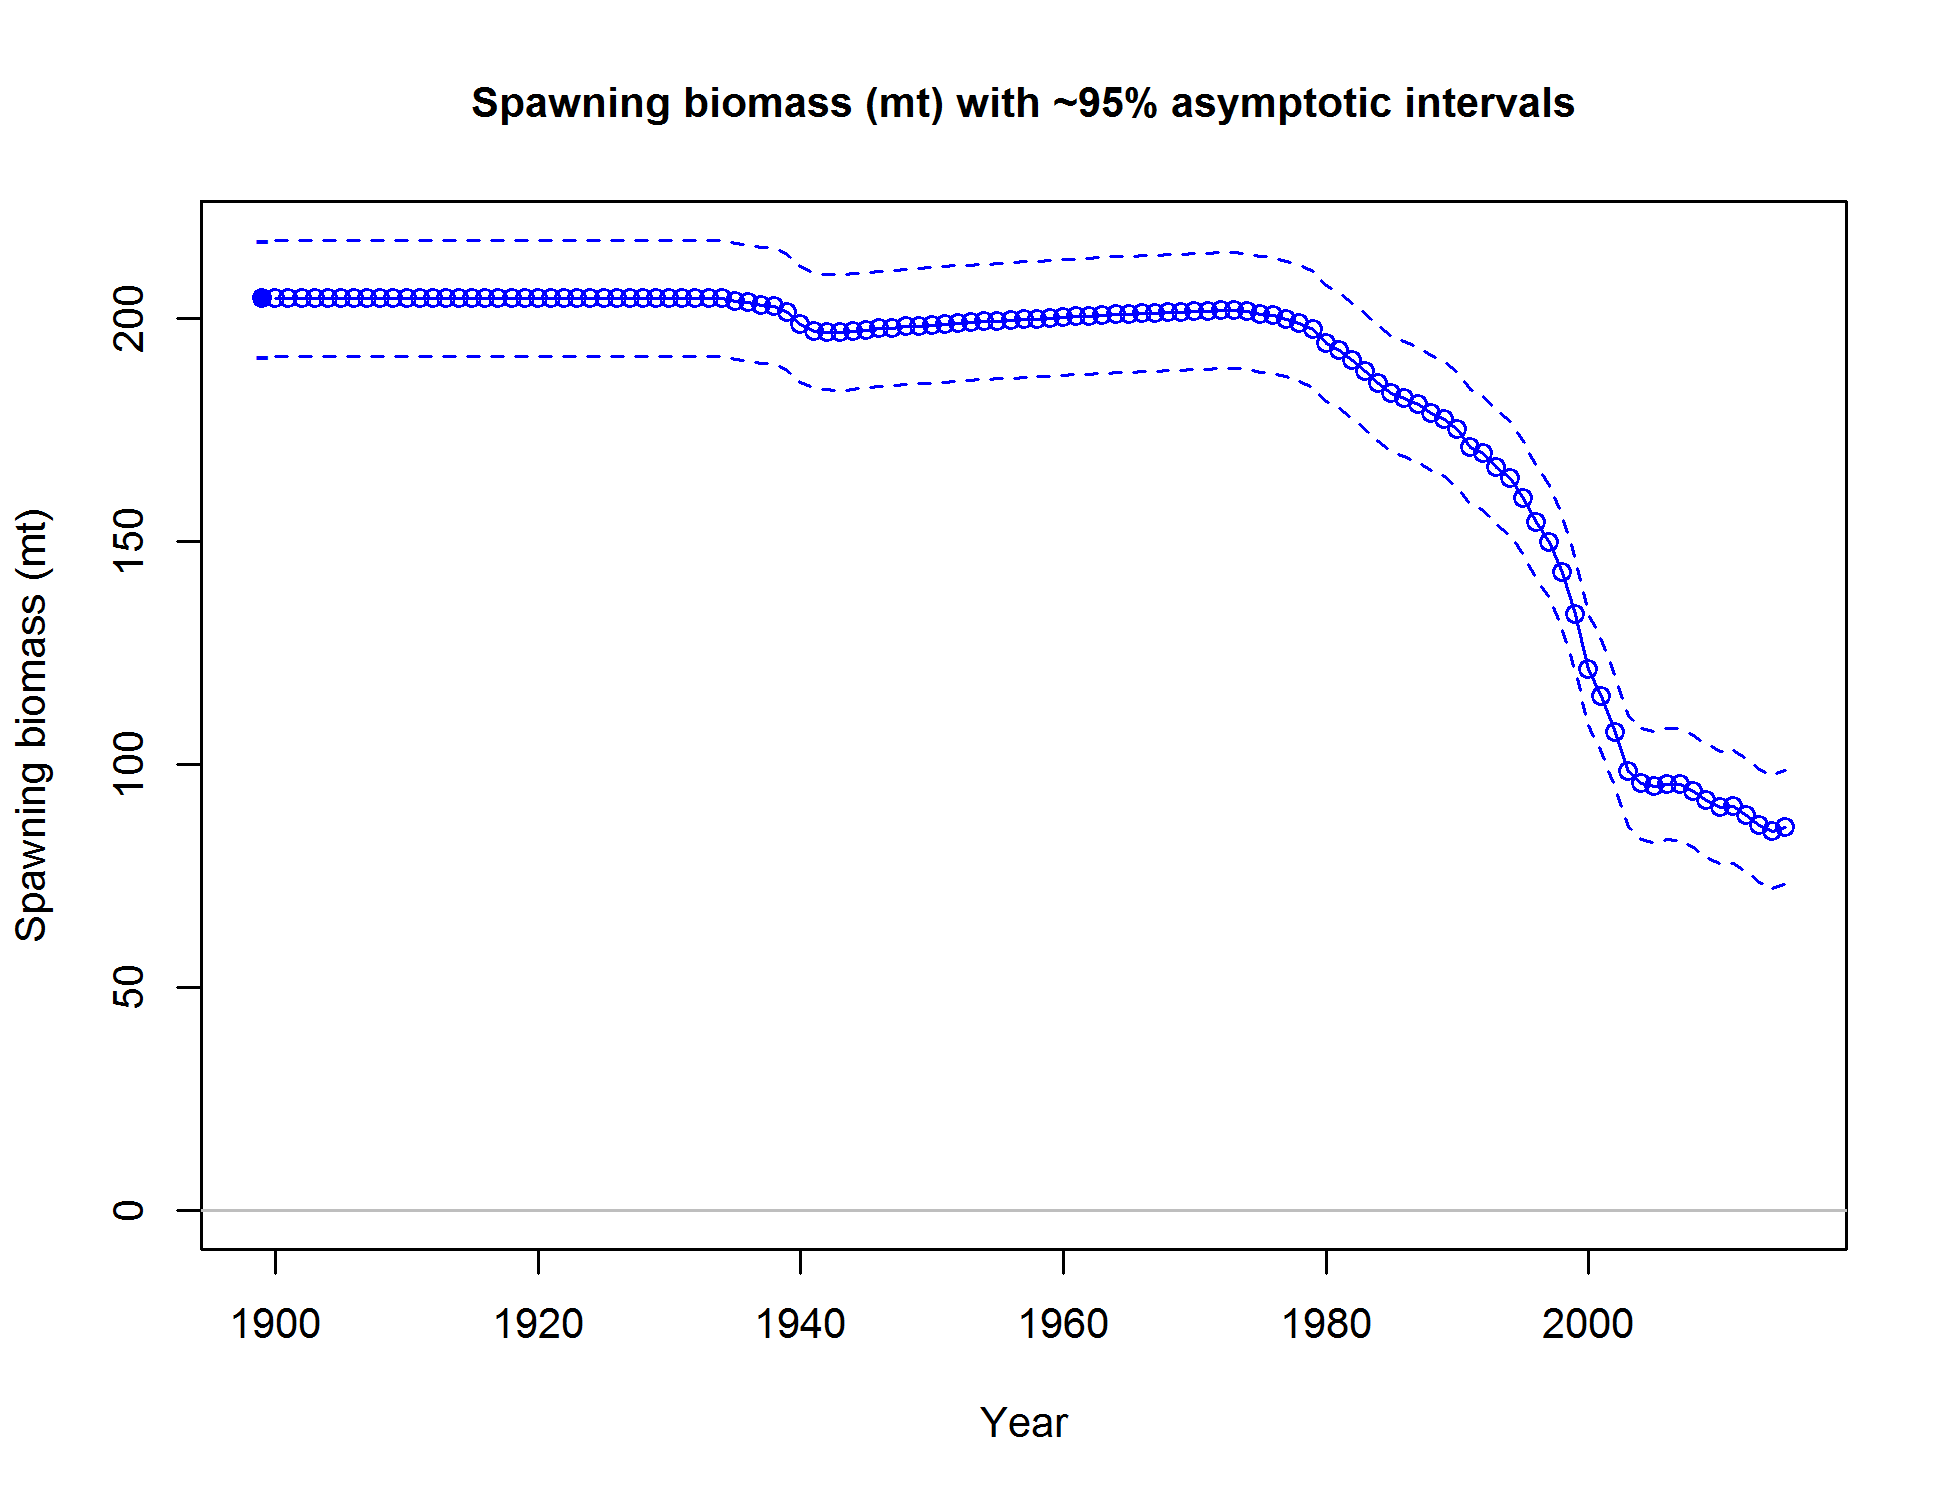 Spawning biomass (mt) with ~95% asymptotic intervals
Spawning biomass (mt)
200
150
100
50
0
1900 1920 1940 1960 1980 2000
Year